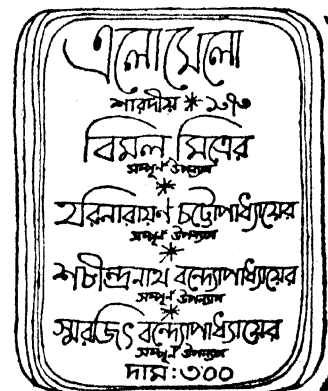 এলোমেলো
শারদীয় * ১৩৭৩
বিমল মিত্রের
সম্পূর্ণ উপন্যাস
*
হরিনারায়ণ চট্টোপাধ্যায়ের
সম্পূর্ণ উপন্যাস
*
শচীন্দ্রনাথ বন্দ্যোপাধ্যায়ের
সম্পূর্ণ উপন্যাস
*
স্মরজিৎ বন্দ্যোপাধ্যায়ের
সম্পূর্ণ উপন্যাস
দাম : ৩'০০